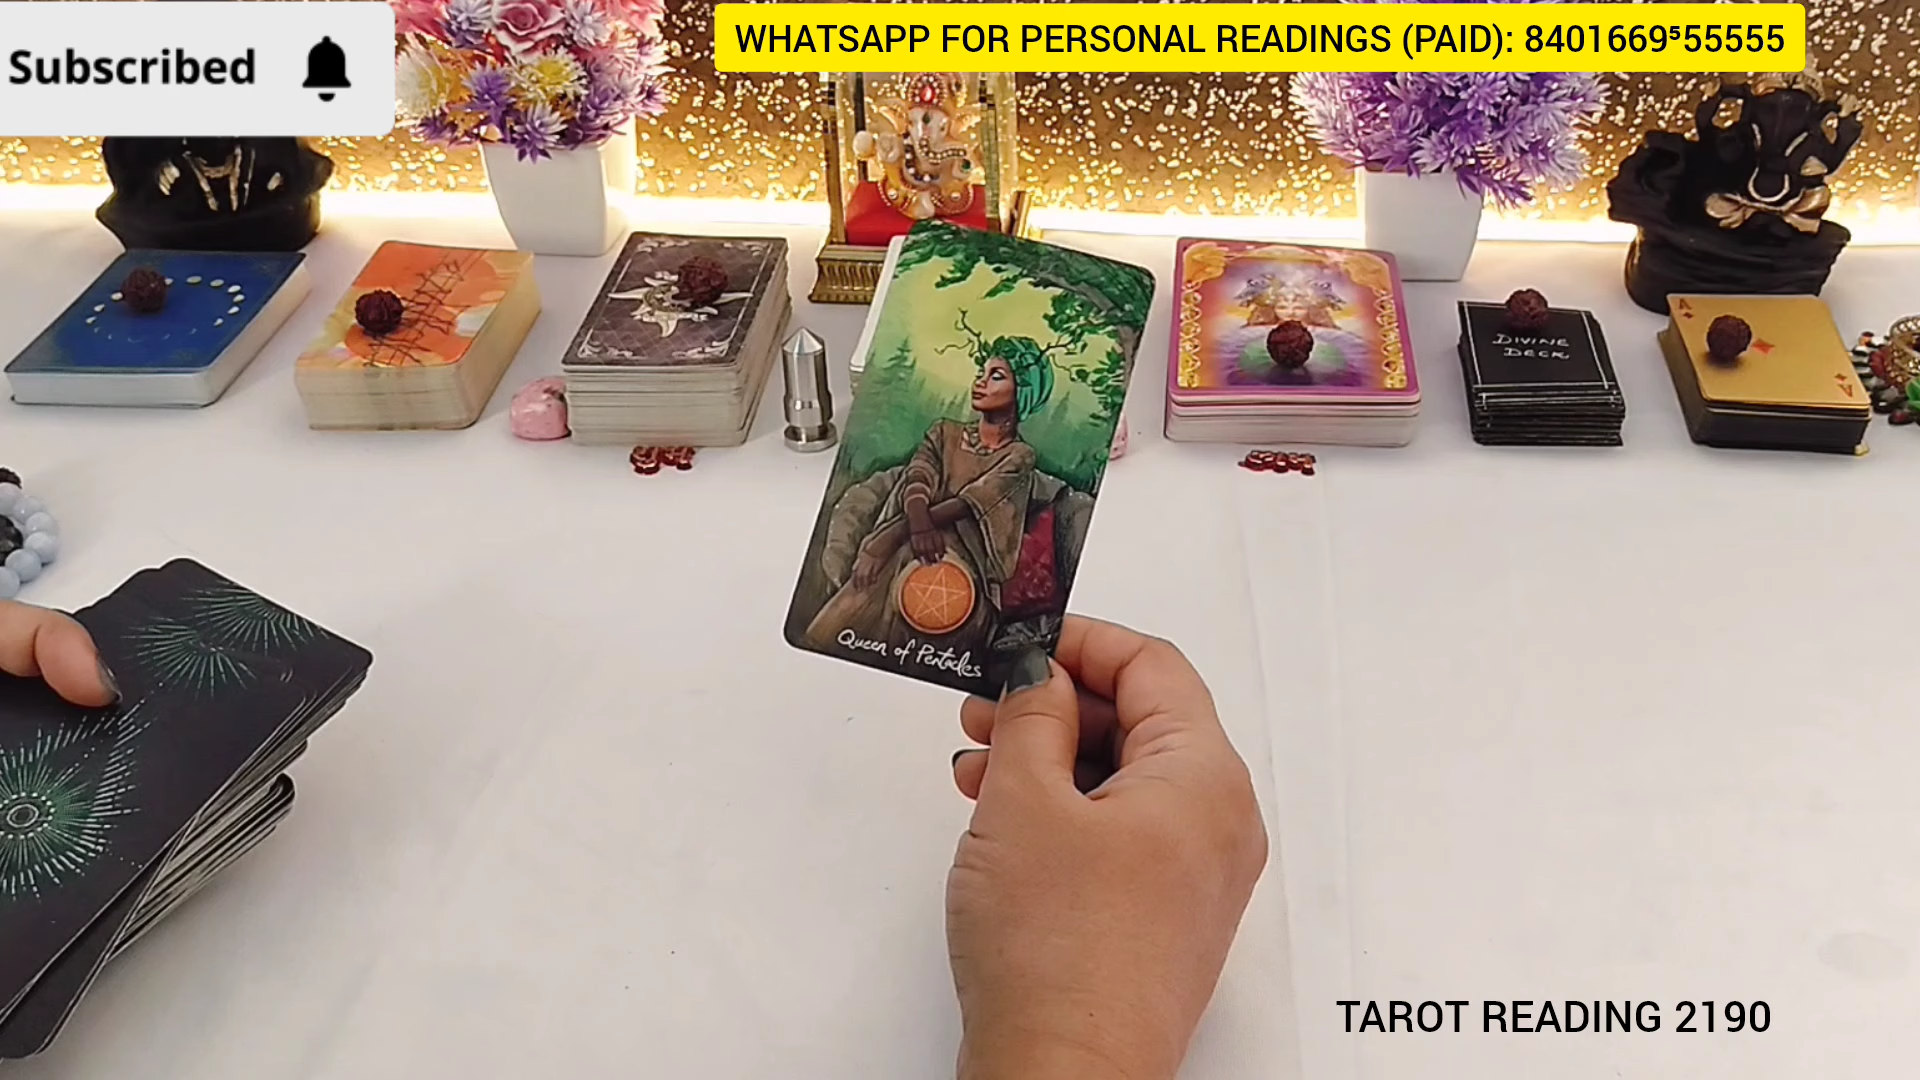 Subscribed
WHATSAPP FOR PERSONAL READINGS (PAID): 8401669⁵55555
DIVINE
DECK
A
A
Queen of Pentacles
TAROT READING 2190